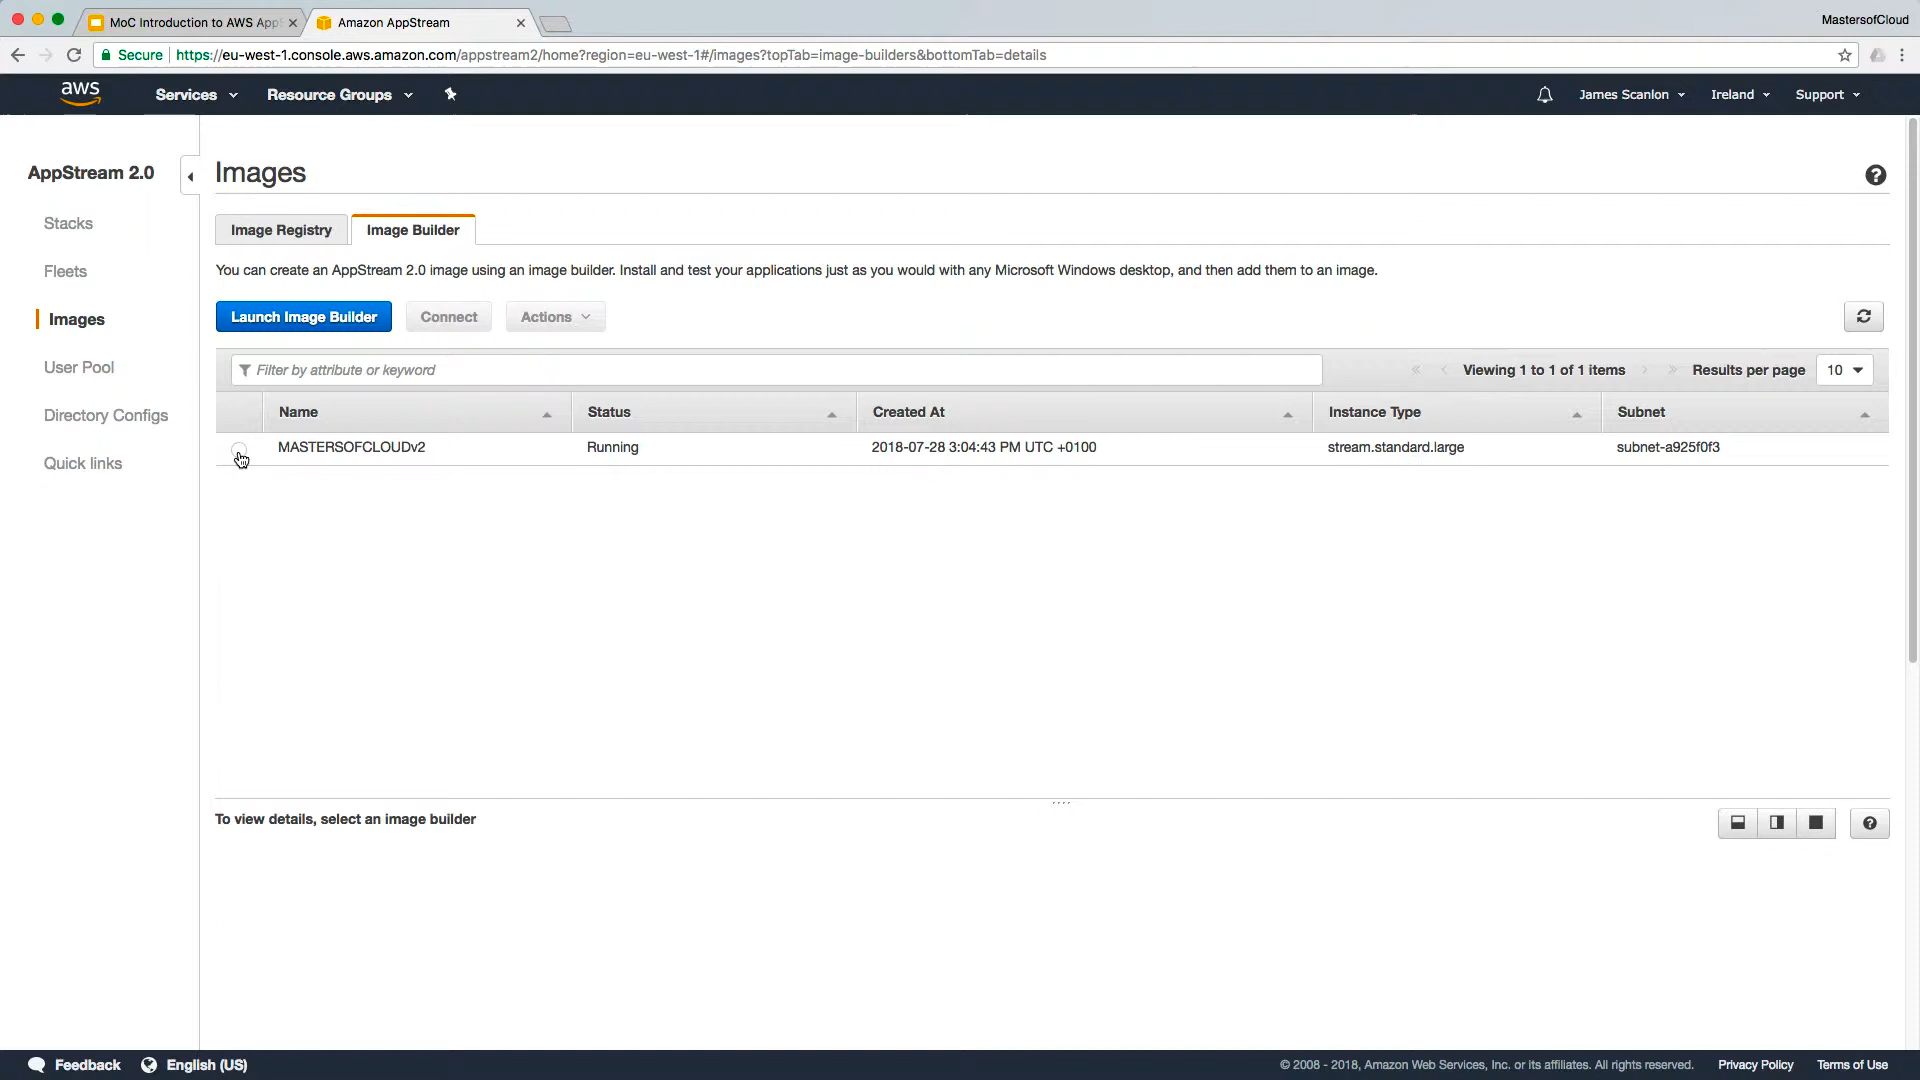 MoC Introduction to AWS App
Amazon AppStream
MastersofCloud
Secure
https://eu-west-1.console.aws.amazon.com/appstream2/home?region=eu-west-1#/images?topTab=image-builders&bottomTab=details
aws
Services
Resource Groups
James Scanlon
Ireland
Support
AppStream 2.0
Stacks
Fleets
Images
User Pool
Directory Configs
Quick links
Images
?
Image Registry
Image Builder
You can create an AppStream 2.0 image using an image builder. Install and test your applications just as you would with any Microsoft Windows desktop, and then add them to an image.
Launch Image Builder
Connect
Actions
Filter by attribute or keyword
« ‹ Viewing 1 to 1 of 1 items › »
Results per page
10
Name Status Created At Instance Type Subnet
MASTERSOFCLOUDv2 Running 2018-07-28 3:04:43 PM UTC +0100 stream.standard.large subnet-a925f0f3
To view details, select an image builder
?
Feedback
English (US)
© 2008 - 2018, Amazon Web Services, Inc. or its affiliates. All rights reserved.
Privacy Policy
Terms of Use